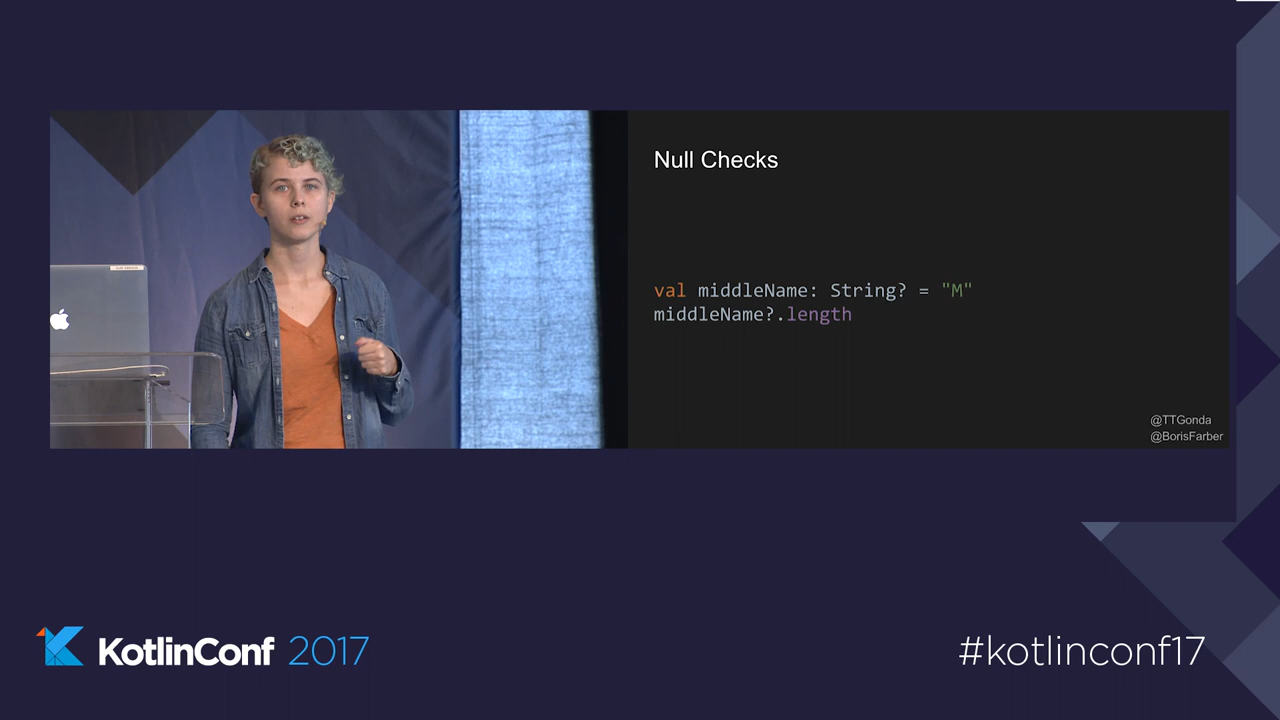 Null Checks
val middleName: String? = "M"
middleName?.length
@TTGonda
@BorisFarber
KotlinConf 2017
#kotlinconf17